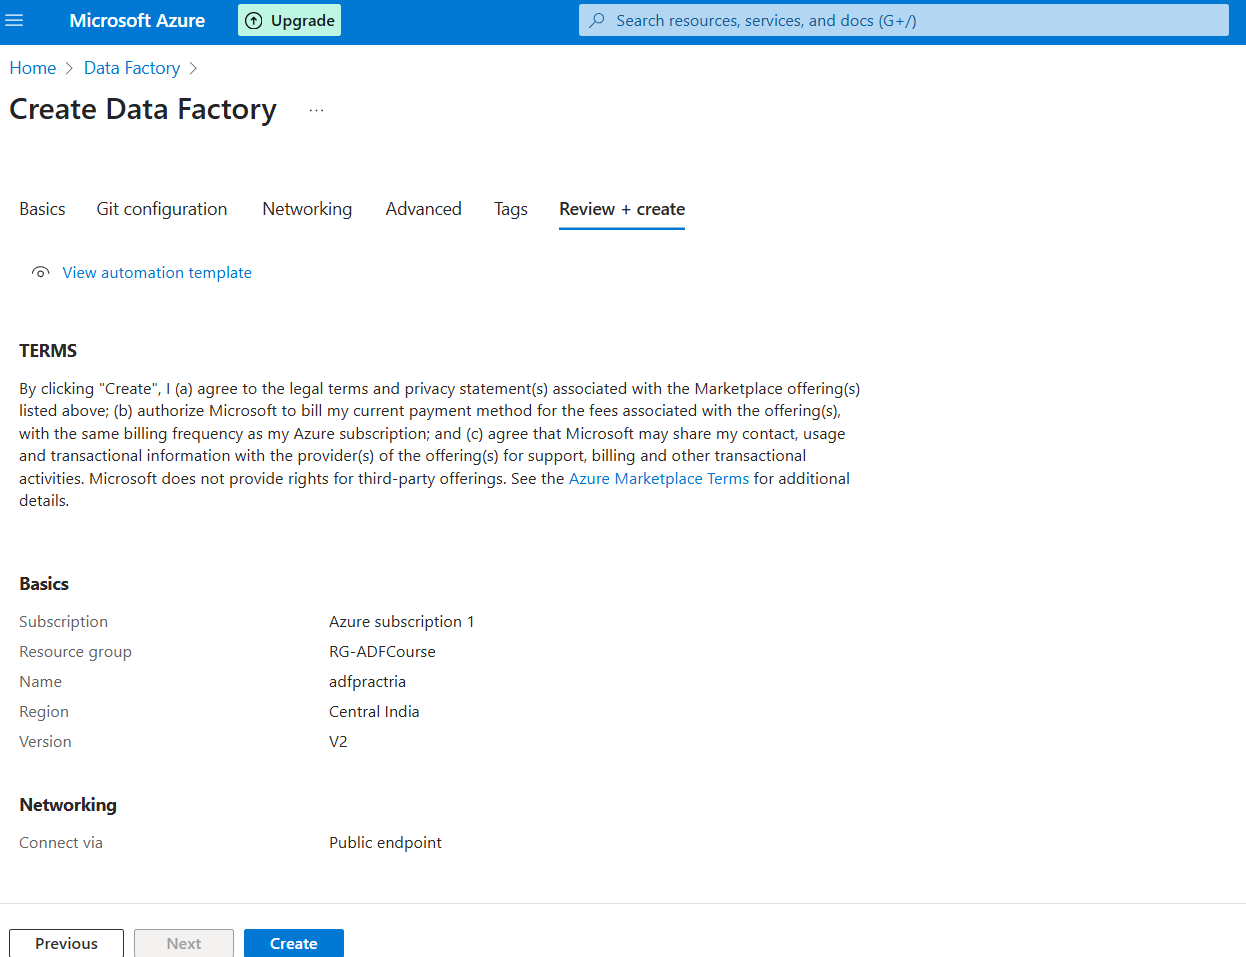 Microsoft Azure
Upgrade
Search resources, services, and docs (G+/)
Home > Data Factory >
Create Data Factory ...
Basics Git configuration Networking Advanced Tags Review + create
View automation template
TERMS
By clicking "Create", I (a) agree to the legal terms and privacy statement(s) associated with the Marketplace offering(s)
listed above; (b) authorize Microsoft to bill my current payment method for the fees associated with the offering(s),
with the same billing frequency as my Azure subscription; and (c) agree that Microsoft may share my contact, usage
and transactional information with the provider(s) of the offering(s) for support, billing and other transactional
activities. Microsoft does not provide rights for third-party offerings. See the Azure Marketplace Terms for additional
details.
Basics
Subscription Azure subscription 1
Resource group RG-ADFCourse
Name adfpractria
Region Central India
Version V2
Networking
Connect via Public endpoint
Previous Next Create